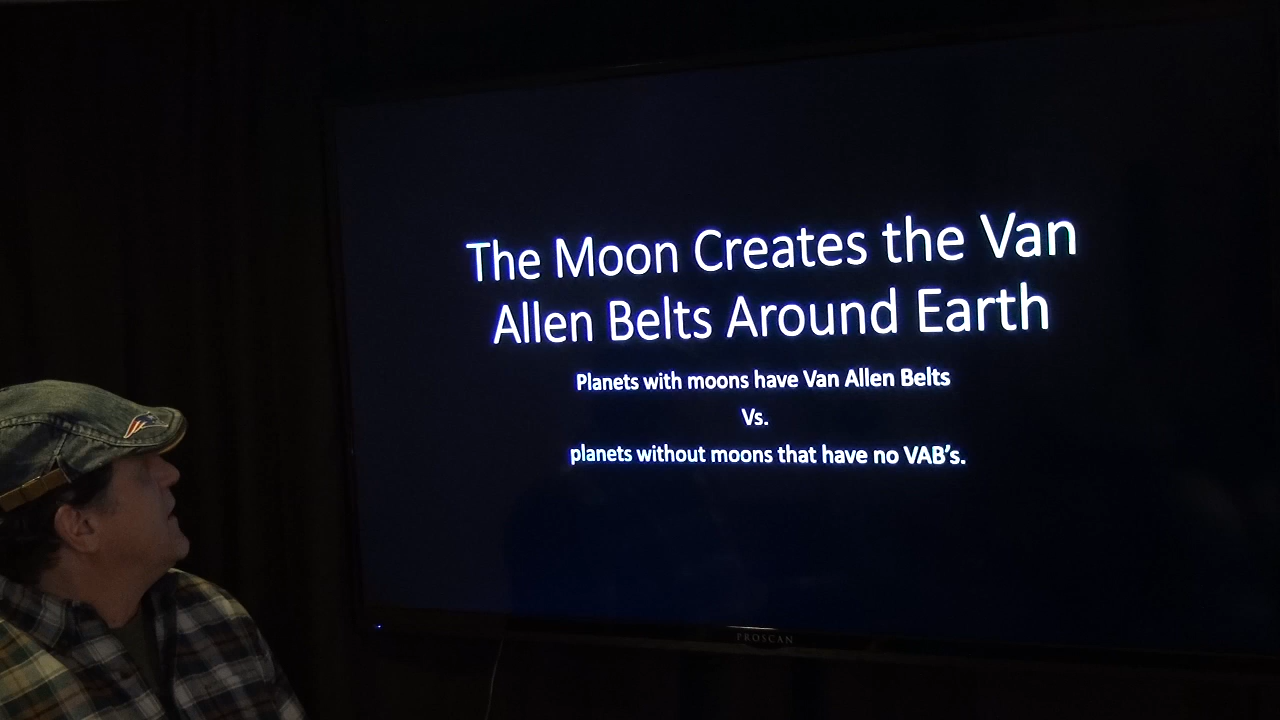 The Moon Creates the Van
Allen Belts Around Earth
Planets with moons have Van Allen Belts
Vs.
planets without moons that have no VAB's.
PROSCAN